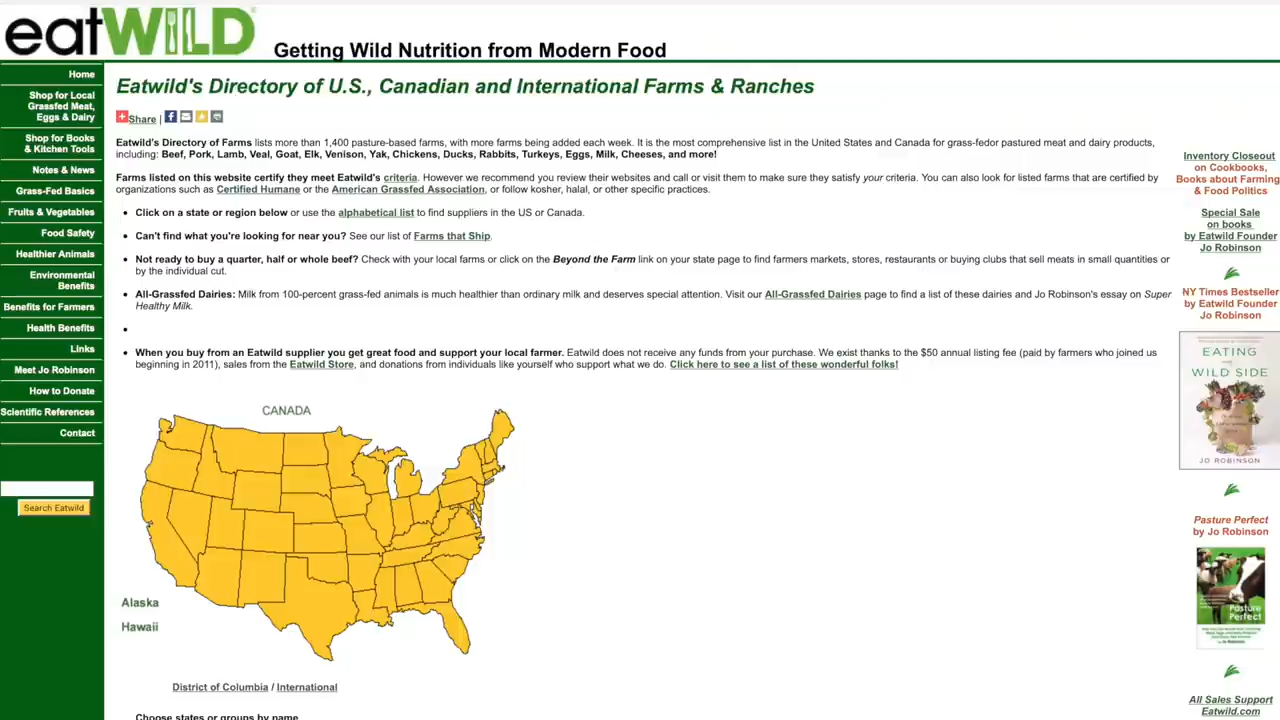 eatWiLD
Getting Wild Nutrition from Modern Food
Home
Shop for Local
Grassfed Meat,
Eggs & Dairy
Shop for Books
& Kitchen Tools
Notes & News
Grass-Fed Basics
Fruits & Vegetables
Food Safety
Healthier Animals
Environmental
Benefits
Benefits for Farmers
Health Benefits
Links
Meet Jo Robinson
How to Donate
Scientific References
Contact
Search Eatwild
Eatwild's Directory of U.S., Canadian and International Farms & Ranches
Share |
Eatwild's Directory of Farms lists more than 1,400 pasture-based farms, with more farms being added each week. It is the most comprehensive list in the United States and Canada for grass-fedor pastured meat and dairy products,
including: Beef, Pork, Lamb, Veal, Goat, Elk, Venison, Yak, Chickens, Ducks, Rabbits, Turkeys, Eggs, Milk, Cheeses, and more!
Farms listed on this website certify they meet Eatwild's criteria. However we recommend you review their websites and call or visit them to make sure they satisfy your criteria. You can also look for listed farms that are certified by
organizations such as Certified Humane or the American Grassfed Association, or follow kosher, halal, or other specific practices.
• Click on a state or region below or use the alphabetical list to find suppliers in the US or Canada.
• Can't find what you're looking for near you? See our list of Farms that Ship.
• Not ready to buy a quarter, half or whole beef? Check with your local farms or click on the Beyond the Farm link on your state page to find farmers markets, stores, restaurants or buying clubs that sell meats in small quantities or
by the individual cut.
• All-Grassfed Dairies: Milk from 100-percent grass-fed animals is much healthier than ordinary milk and deserves special attention. Visit our All-Grassfed Dairies page to find a list of these dairies and Jo Robinson's essay on Super
Healthy Milk.
•
• When you buy from an Eatwild supplier you get great food and support your local farmer. Eatwild does not receive any funds from your purchase. We exist thanks to the $50 annual listing fee (paid by farmers who joined us
beginning in 2011), sales from the Eatwild Store, and donations from individuals like yourself who support what we do. Click here to see a list of these wonderful folks!
CANADA
Alaska
Hawaii
District of Columbia / International
Choose states or groups by name
Inventory Closeout
on Cookbooks,
Books about Farming
& Food Politics
Special Sale
on books
by Eatwild Founder
Jo Robinson
NY Times Bestseller
by Eatwild Founder
Jo Robinson
EATING
WILD SIDE
JO ROBINSON
Pasture Perfect
by Jo Robinson
Pasture
Perfect
All Sales Support
Eatwild.com